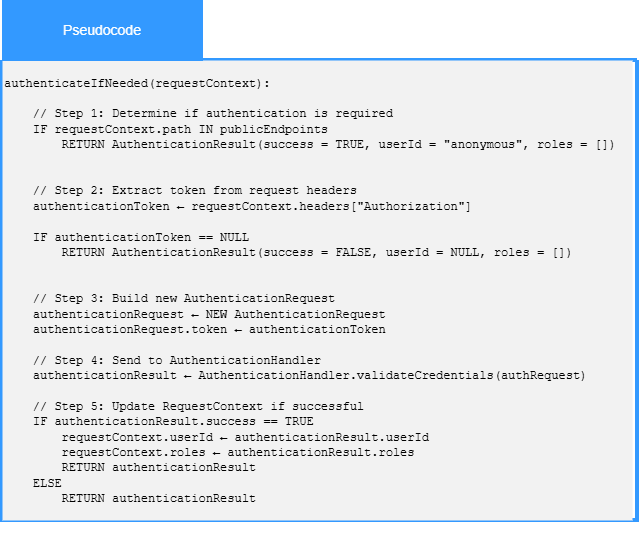 Pseudocode
authenticateIfNeeded(requestContext):
// Step 1: Determine if authentication is required
IF requestContext.path IN publicEndpoints
RETURN AuthenticationResult(success = TRUE, userId = "anonymous", roles = [])
// Step 2: Extract token from request headers
authenticationToken ← requestContext.headers["Authorization"]
IF authenticationToken == NULL
RETURN AuthenticationResult(success = FALSE, userId = NULL, roles = [])
// Step 3: Build new AuthenticationRequest
authenticationRequest ← NEW AuthenticationRequest
authenticationRequest.token ← authenticationToken
// Step 4: Send to AuthenticationHandler
authenticationResult ← AuthenticationHandler.validateCredentials(authRequest)
// Step 5: Update RequestContext if successful
IF authenticationResult.success == TRUE
requestContext.userId ← authenticationResult.userId
requestContext.roles ← authenticationResult.roles
RETURN authenticationResult
ELSE
RETURN authenticationResult